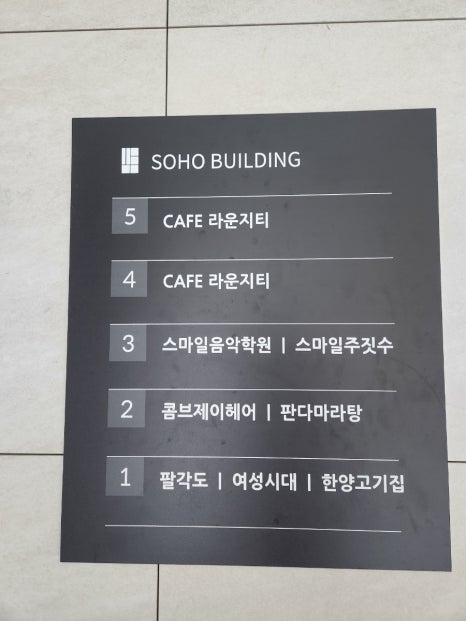 SOHO BUILDING
5 CAFE 라운지티
4 CAFE 라운지티
3 스마일음악학원 | 스마일주짓수
2 콤브제이헤어 | 판다마라탕
1 팔각도 | 여성시대 | 한양고기집